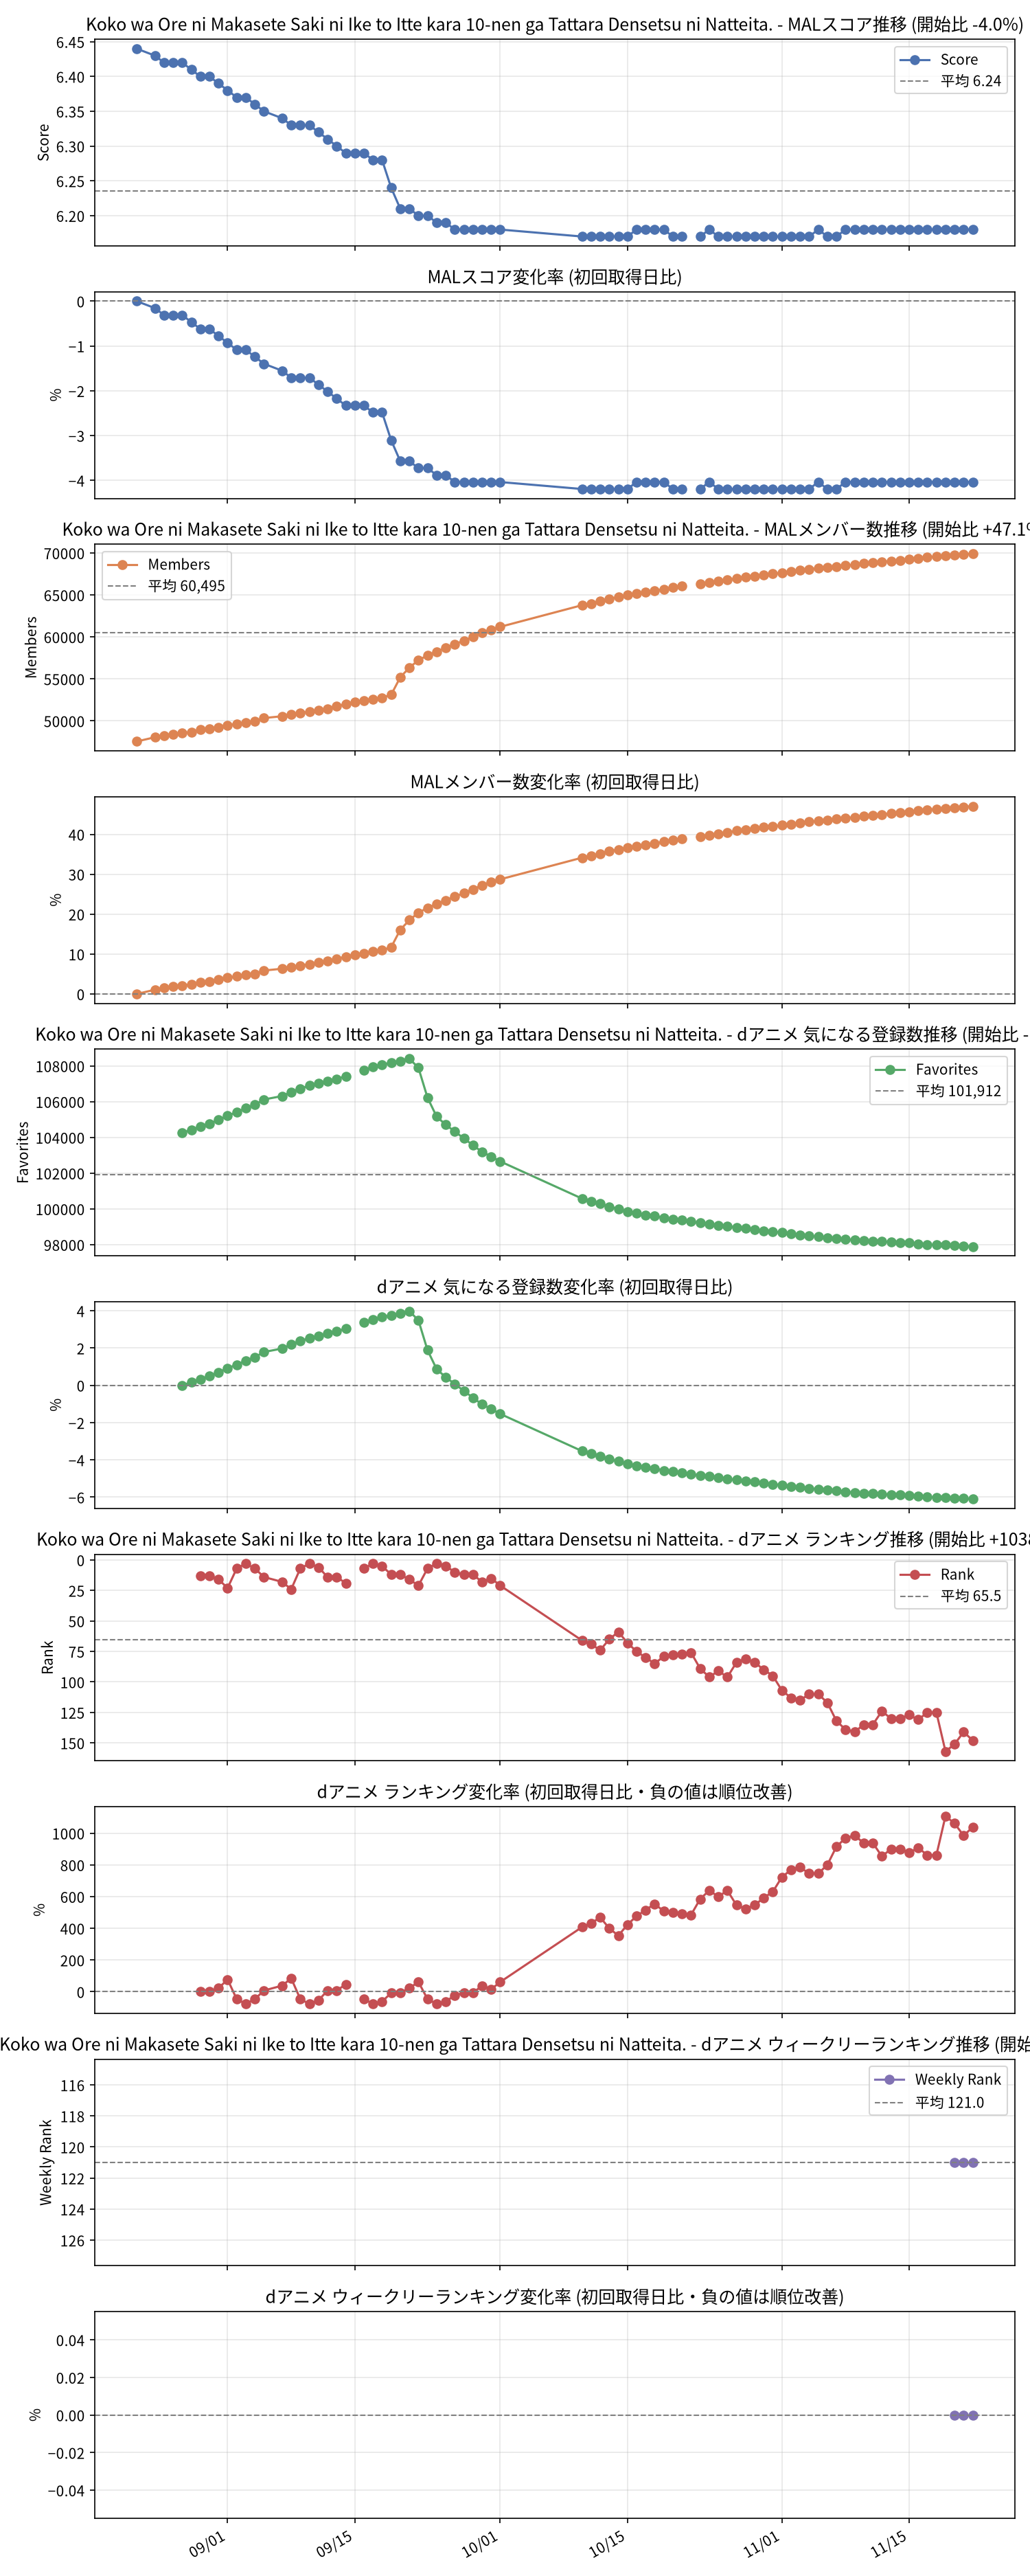 Koko wa Ore ni Makasete Saki ni Ike to Itte kara 10-nen ga Tattara Densetsu ni Natteita. - MALスコア推移 (開始比 -4.0%)
6.45
6.40
6.35
6.30
6.25
6.20
Score
Score
平均 6.24
MALスコア変化率 (初回取得日比)
0
−1
−2
−3
−4
%
Koko wa Ore ni Makasete Saki ni Ike to Itte kara 10-nen ga Tattara Densetsu ni Natteita. - MALメンバー数推移 (開始比 +47.1%
70000
65000
60000
55000
50000
Members
Members
平均 60,495
MALメンバー数変化率 (初回取得日比)
40
30
20
10
0
%
Koko wa Ore ni Makasete Saki ni Ike to Itte kara 10-nen ga Tattara Densetsu ni Natteita. - dアニメ 気になる登録数推移 (開始比 -
108000
106000
104000
102000
100000
98000
Favorites
Favorites
平均 101,912
dアニメ 気になる登録数変化率 (初回取得日比)
4
2
0
−2
−4
−6
%
Koko wa Ore ni Makasete Saki ni Ike to Itte kara 10-nen ga Tattara Densetsu ni Natteita. - dアニメ ランキング推移 (開始比 +1038
0
25
50
75
100
125
150
Rank
Rank
平均 65.5
dアニメ ランキング変化率 (初回取得日比・負の値は順位改善)
1000
800
600
400
200
0
%
Koko wa Ore ni Makasete Saki ni Ike to Itte kara 10-nen ga Tattara Densetsu ni Natteita. - dアニメ ウィークリーランキング推移 (開始
116
118
120
122
124
126
Weekly Rank
Weekly Rank
平均 121.0
dアニメ ウィークリーランキング変化率 (初回取得日比・負の値は順位改善)
0.04
0.02
0.00
−0.02
−0.04
%
09/01
09/15
10/01
10/15
11/01
11/15